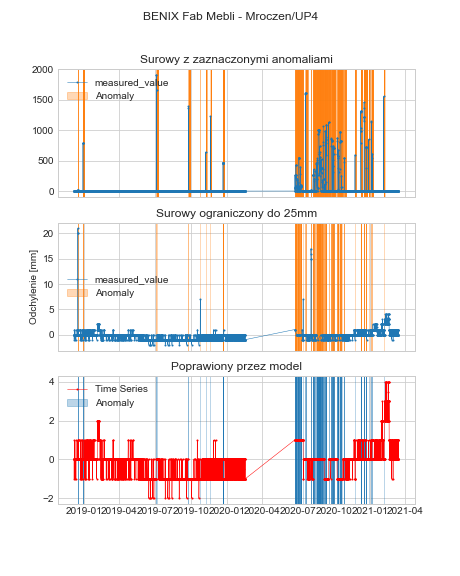 BENIX Fab Mebli - Mroczen/UP4
Surowy z zaznaczonymi anomaliami
2000
1500
1000
500
0
measured_value
Anomaly
Surowy ograniczony do 25mm
Odchylenie [mm]
20
15
10
5
0
measured_value
Anomaly
Poprawiony przez model
4
2
0
−2
Time Series
Anomaly
2019-01 2019-04 2019-07 2019-10 2020-01 2020-04 2020-07 2020-10 2021-01 2021-04